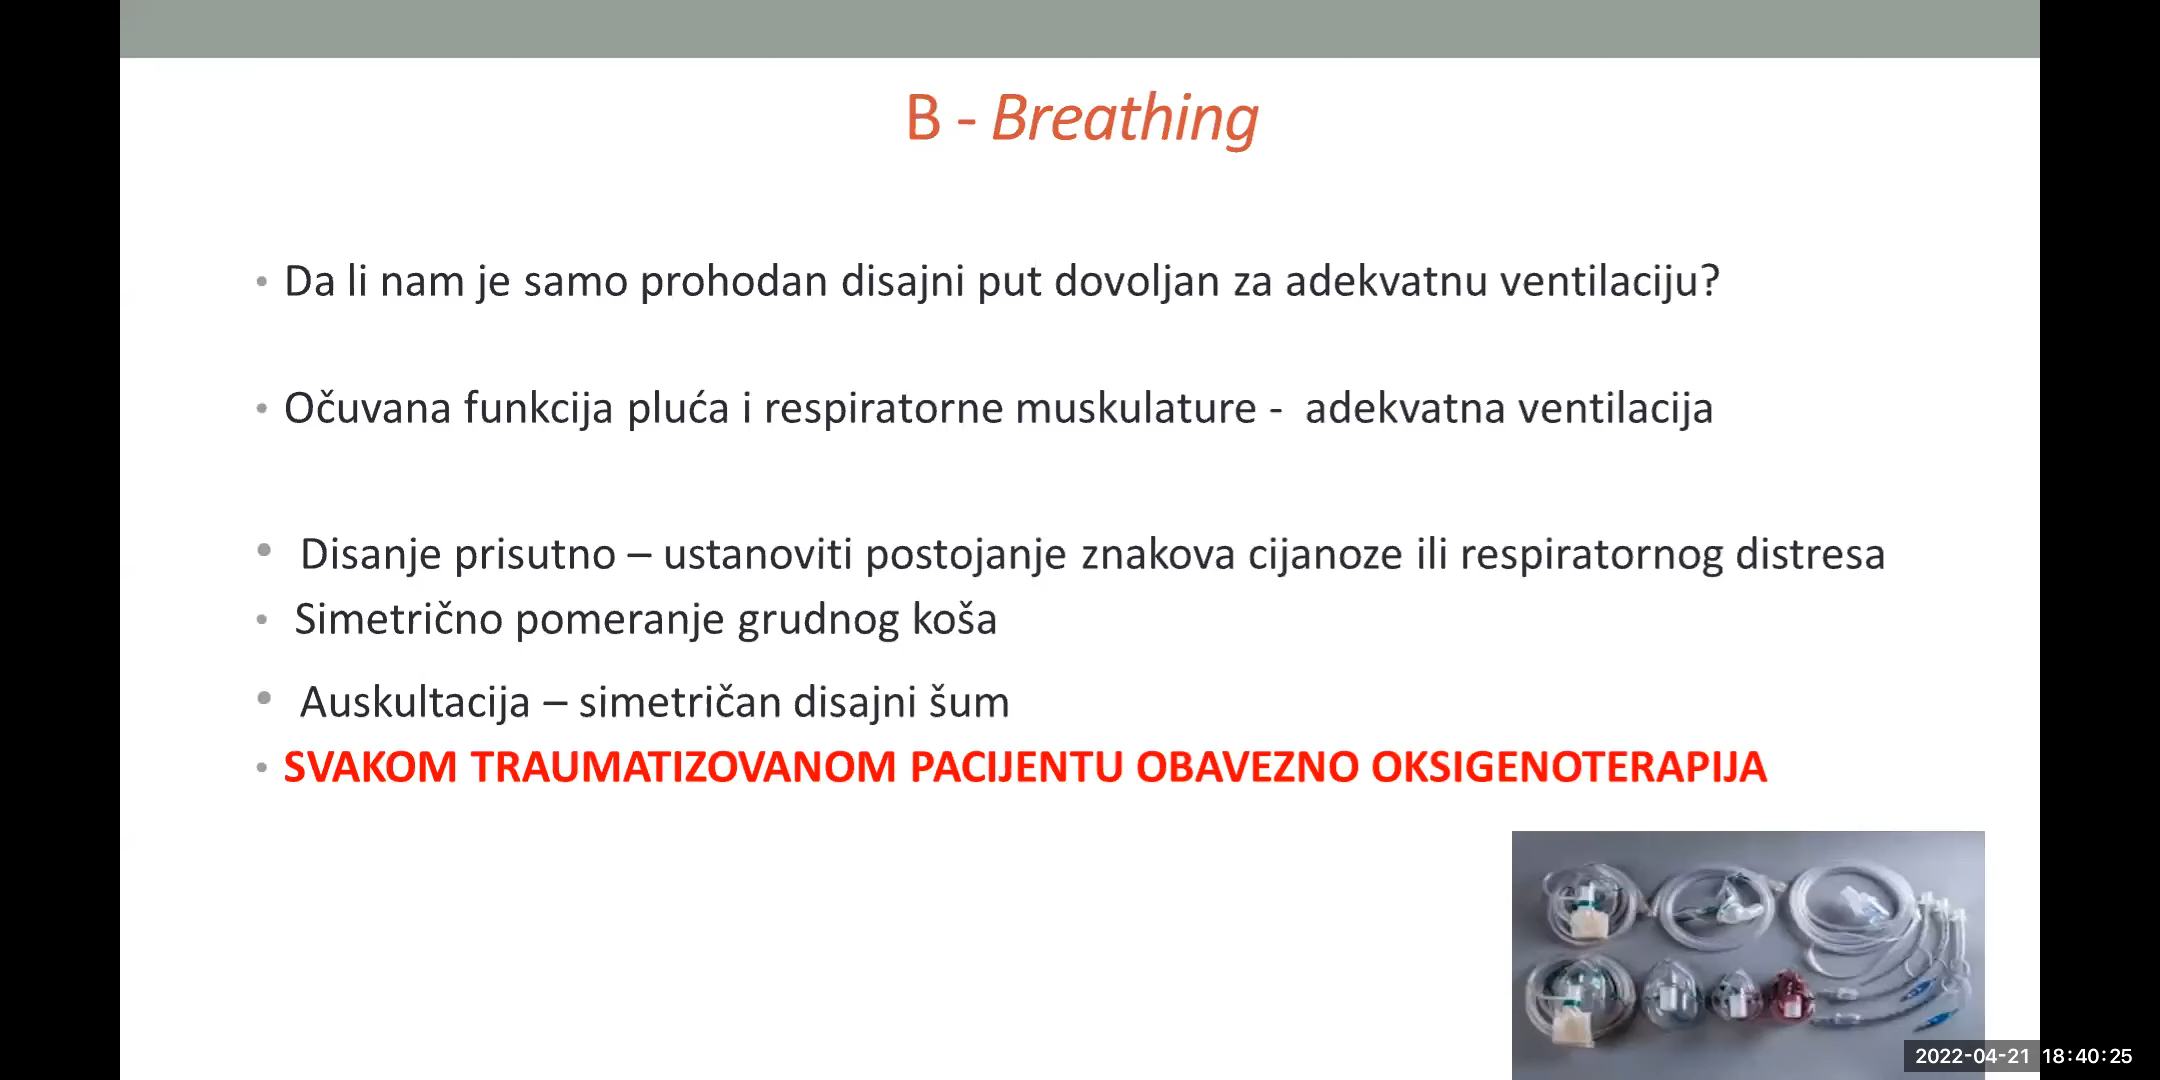 B - Breathing
• Da li nam je samo prohodan disajni put dovoljan za adekvatnu ventilaciju?
• Očuvana funkcija pluća i respiratorne muskulature - adekvatna ventilacija
• Disanje prisutno – ustanoviti postojanje znakova cijanoze ili respiratornog distresa
• Simetrično pomeranje grudnog koša
• Auskultacija – simetričan disajni šum
• SVAKOM TRAUMATIZOVANOM PACIJENTU OBAVEZNO OKSIGENOTERAPIJA
2022-04-21 18:40:25